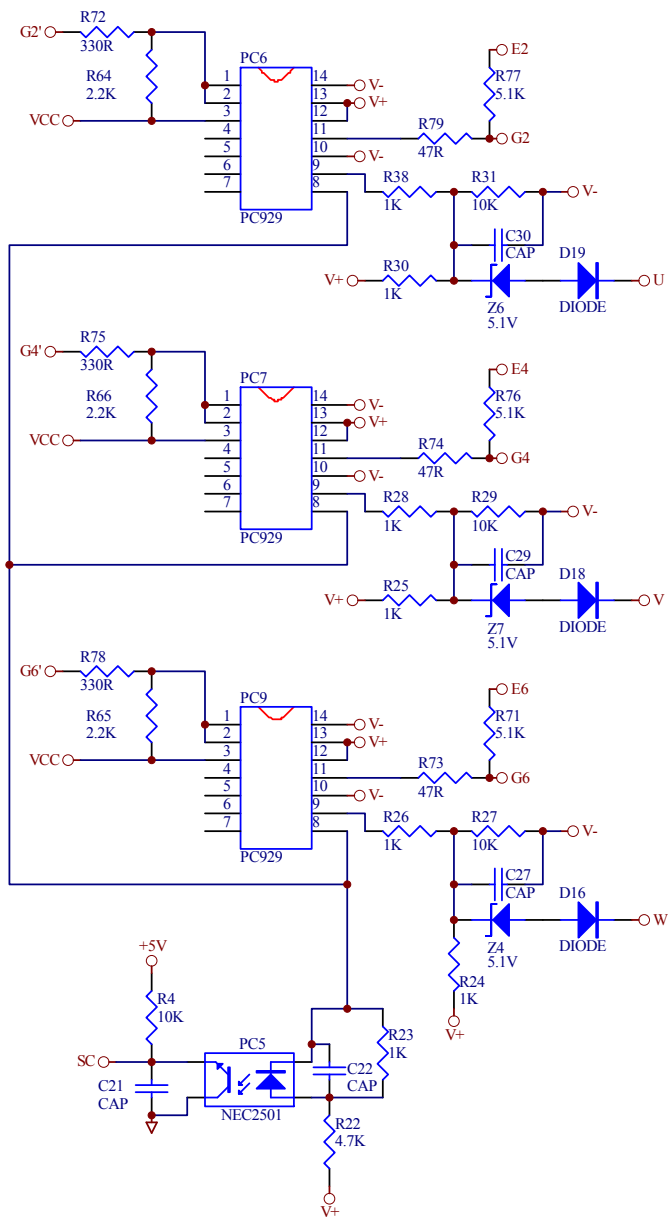 G2'
R72
330R
R64
2.2K
VCC
PC6
1
2
3
4
5
6
7
14
13
12
11
10
9
8
PC929
V-
V+
V-
R79
47R
E2
R77
5.1K
G2
R38
1K
R31
10K
V-
C30
CAP
V+
R30
1K
Z6
5.1V
D19
DIODE
U
G4'
R75
330R
R66
2.2K
VCC
PC7
1
2
3
4
5
6
7
14
13
12
11
10
9
8
PC929
V-
V+
V-
R74
47R
E4
R76
5.1K
G4
R28
1K
R29
10K
V-
C29
CAP
V+
R25
1K
Z7
5.1V
D18
DIODE
V
G6'
R78
330R
R65
2.2K
VCC
PC9
1
2
3
4
5
6
7
14
13
12
11
10
9
8
PC929
V-
V+
V-
R73
47R
E6
R71
5.1K
G6
R26
1K
R27
10K
V-
C27
CAP
Z4
5.1V
D16
DIODE
W
R24
1K
V+
+5V
R4
10K
SC
C21
CAP
PC5
NEC2501
C22
CAP
R23
1K
R22
4.7K
V+